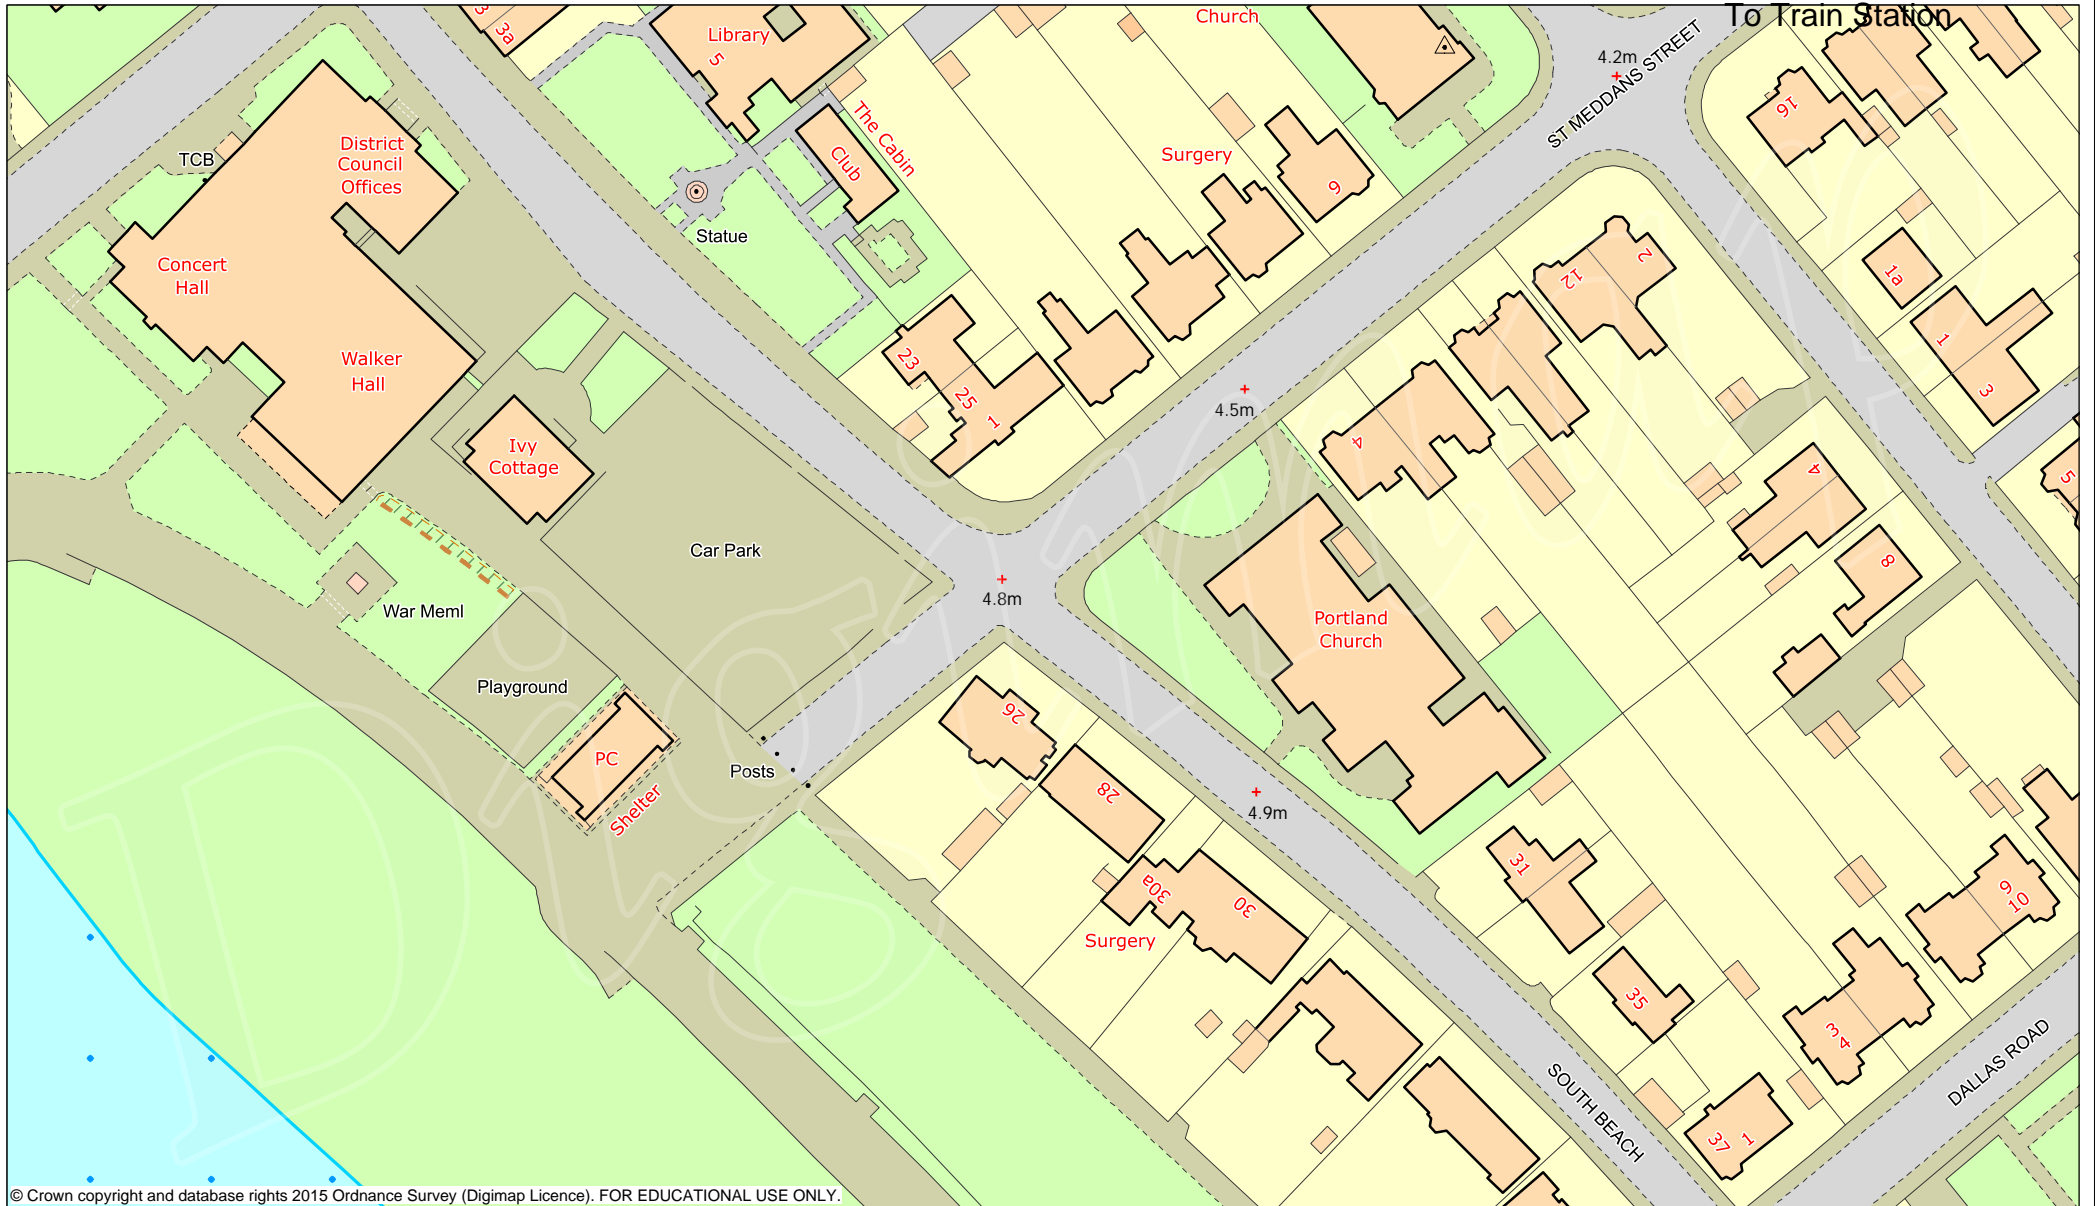 To Train Station
Church
3
3a
Library
5
4.2m
ST MEDDANS STREET
16
The Cabin
Club
Surgery
9
District
Council
Offices
TCB
Statue
Concert
Hall
2
12
1a
1
3
Walker
Hall
23
25
1
4.5m
4
Ivy
Cottage
4
5
Car Park
8
4.8m
War Meml
Portland
Church
Playground
26
PC
Posts
28
Shelter
4.9m
31
30a
30
9
10
Surgery
35
3
4
DALLAS ROAD
SOUTH BEACH
37
1
© Crown copyright and database rights 2015 Ordnance Survey (Digimap Licence). FOR EDUCATIONAL USE ONLY.
Digimap